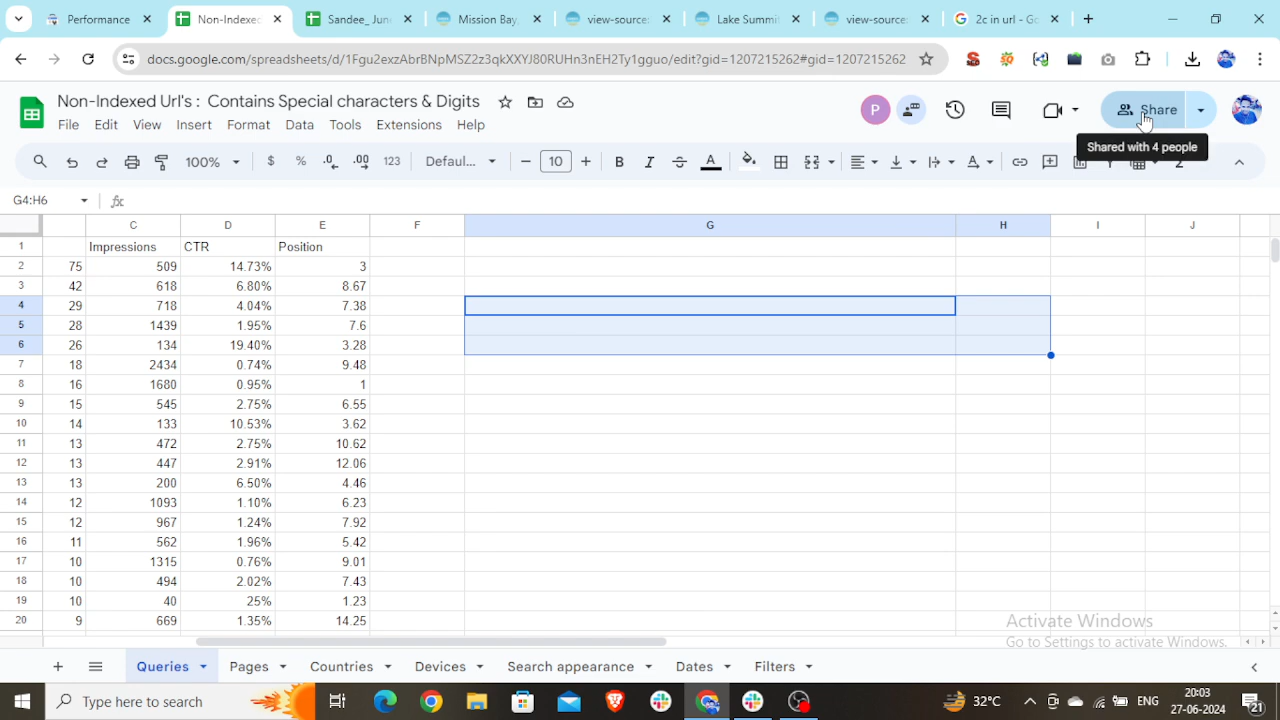 Performance
Non-Indexed
Sandee_ Jun
Mission Bay,
view-source:
Lake Summi
view-source:
2c in url - Go
docs.google.com/spreadsheets/d/1Fgu2exzAbrBNpMSZ2z3qkXXYJ80RUHn3nEH2Ty1gguo/edit?gid=1207215262#gid=1207215262
Non-Indexed Url's : Contains Special characters & Digits
P
Share
File Edit View Insert Format Data Tools Extensions Help
Shared with 4 people
100% $ % .0 .00 123 Defaul... 10 B I A
G4:H6
C D E F G H I J
1 Impressions CTR Position
2 75 509 14.73% 3
3 42 618 6.80% 8.67
4 29 718 4.04% 7.38
5 28 1439 1.95% 7.6
6 26 134 19.40% 3.28
7 18 2434 0.74% 9.48
8 16 1680 0.95% 1
9 15 545 2.75% 6.55
10 14 133 10.53% 3.62
11 13 472 2.75% 10.62
12 13 447 2.91% 12.06
13 13 200 6.50% 4.46
14 12 1093 1.10% 6.23
15 12 967 1.24% 7.92
16 11 562 1.96% 5.42
17 10 1315 0.76% 9.01
18 10 494 2.02% 7.43
19 10 40 25% 1.23
20 9 669 1.35% 14.25
Activate Windows
Go to Settings to activate Windows.
Queries Pages Countries Devices Search appearance Dates Filters
Type here to search
32°C
ENG
20:03
27-06-2024
21